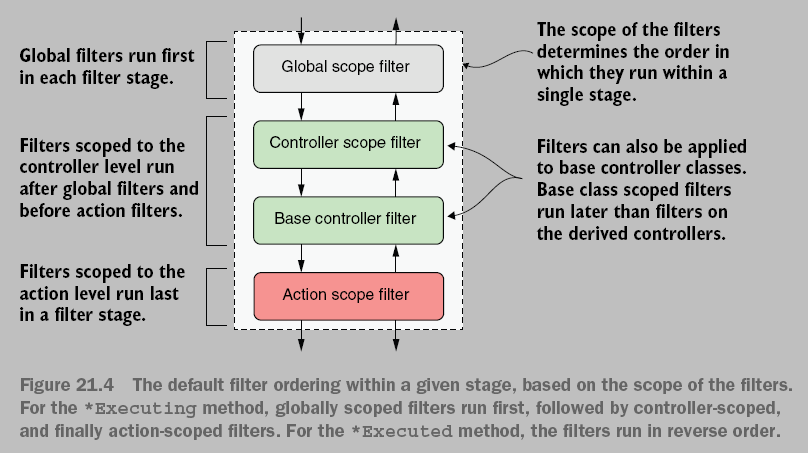 Global filters run first
in each filter stage.
Filters scoped to the
controller level run
after global filters and
before action filters.
Filters scoped to the
action level run last
in a filter stage.
Global scope filter
Controller scope filter
Base controller filter
Action scope filter
The scope of the filters
determines the order in
which they run within a
single stage.
Filters can also be applied
to base controller classes.
Base class scoped filters
run later than filters on
the derived controllers.
Figure 21.4 The default filter ordering within a given stage, based on the scope of the filters.
For the *Executing method, globally scoped filters run first, followed by controller-scoped,
and finally action-scoped filters. For the *Executed method, the filters run in reverse order.